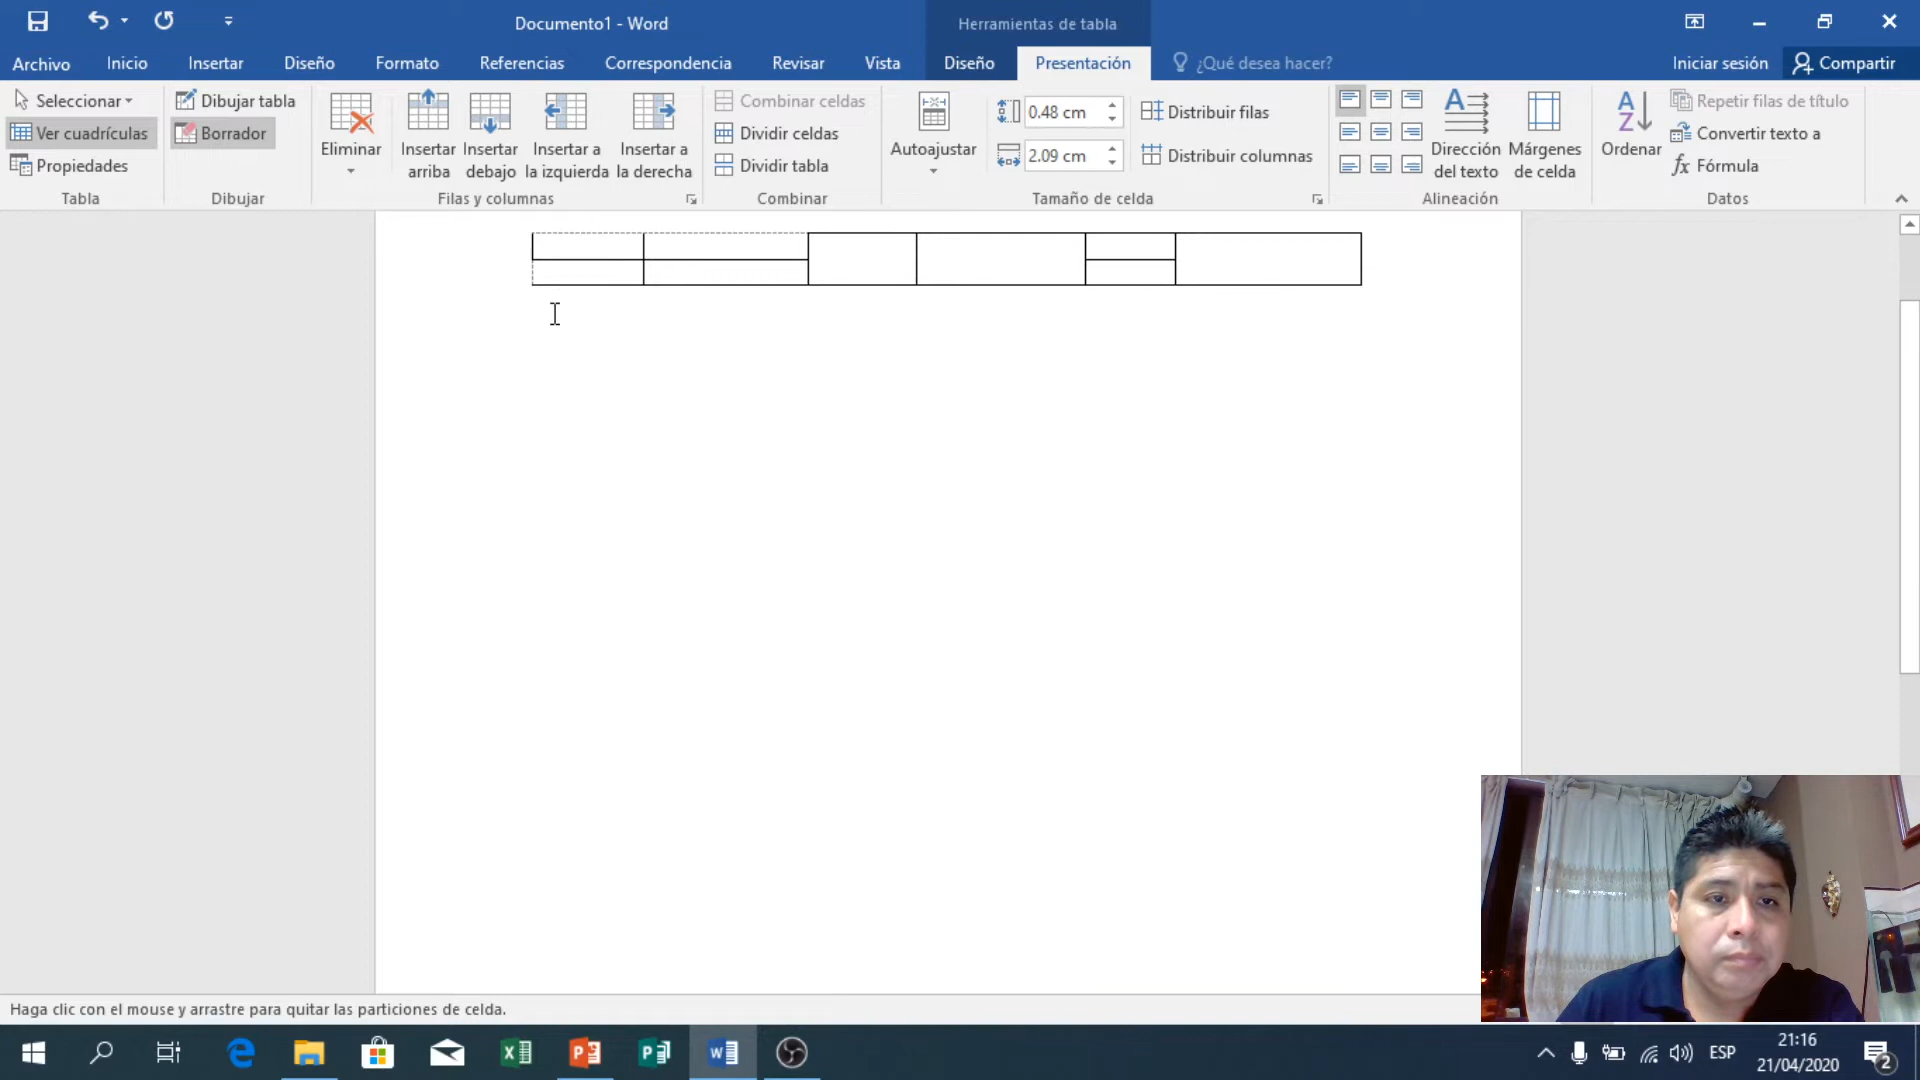 Documento1 - Word
Herramientas de tabla
Archivo Inicio Insertar Diseño Formato Referencias Correspondencia Revisar Vista Diseño Presentación ¿Qué desea hacer? Iniciar sesión Compartir
Seleccionar
Ver cuadrículas
Propiedades
Tabla
Dibujar tabla
Borrador
Dibujar
Eliminar
Insertar arriba
Insertar debajo
Insertar a la izquierda
Insertar a la derecha
Filas y columnas
Combinar celdas
Dividir celdas
Dividir tabla
Combinar
Autoajustar
0.48 cm
2.09 cm
Distribuir filas
Distribuir columnas
Tamaño de celda
Dirección del texto
Márgenes de celda
Alineación
Ordenar
Repetir filas de título
Convertir texto a
fx Fórmula
Datos
Haga clic con el mouse y arrastre para quitar las particiones de celda.
ESP
21:16
21/04/2020
2